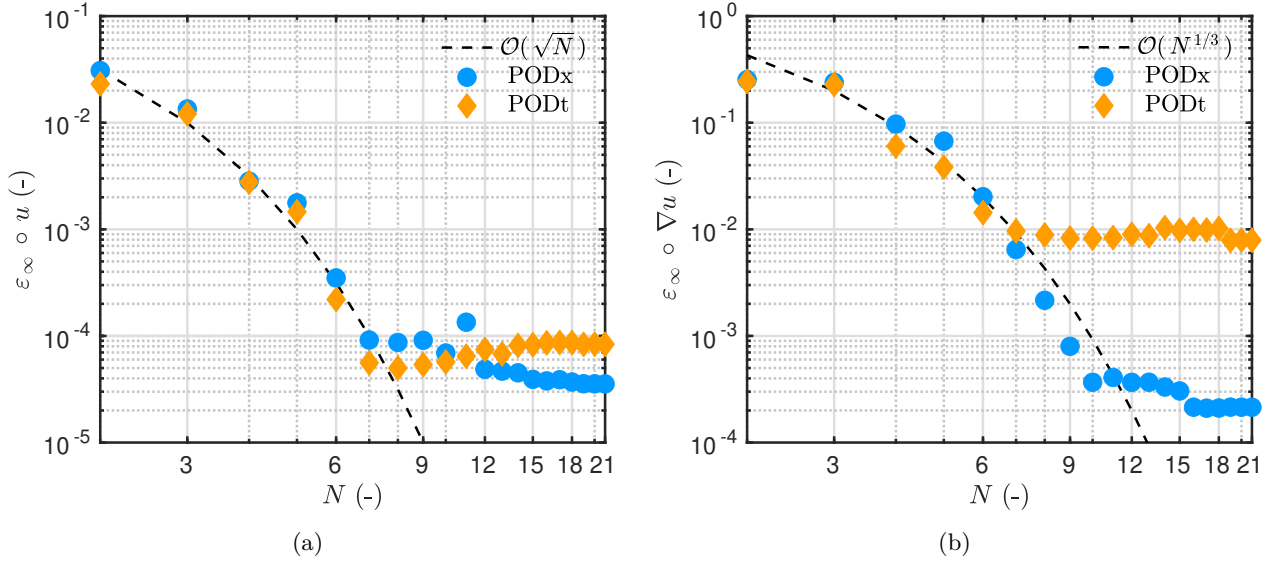 10⁻¹
10⁻²
10⁻³
10⁻⁴
10⁻⁵
ε∞ ∘ u (-)
𝒪(√N)
PODx
PODt
3 6 9 12 15 18 21
N (-)
(a)
10⁰
10⁻¹
10⁻²
10⁻³
10⁻⁴
ε∞ ∘ ∇u (-)
𝒪(N^{1/3})
PODx
PODt
3 6 9 12 15 18 21
N (-)
(b)